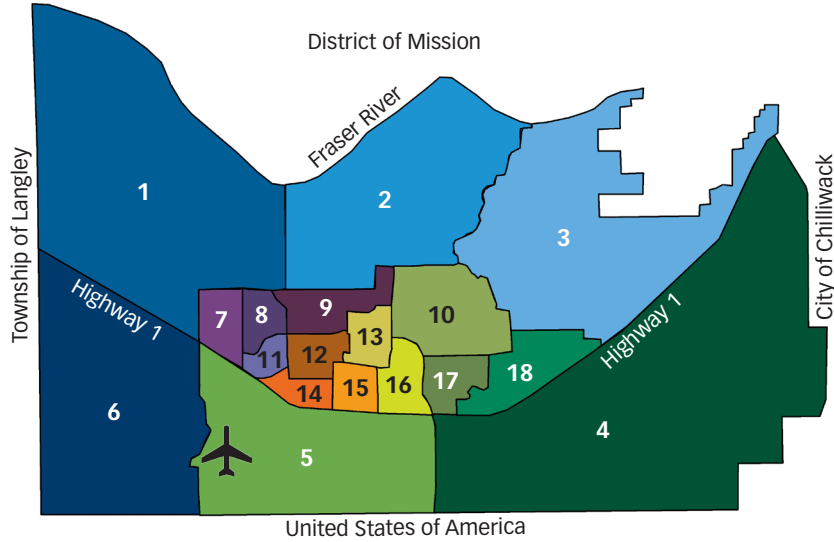 District of Mission
Fraser River
Township of Langley
City of Chilliwack
1
2
3
Highway 1
7
8
9
10
13
11
12
18
Highway 1
14
15
16
17
6
4
5
United States of America